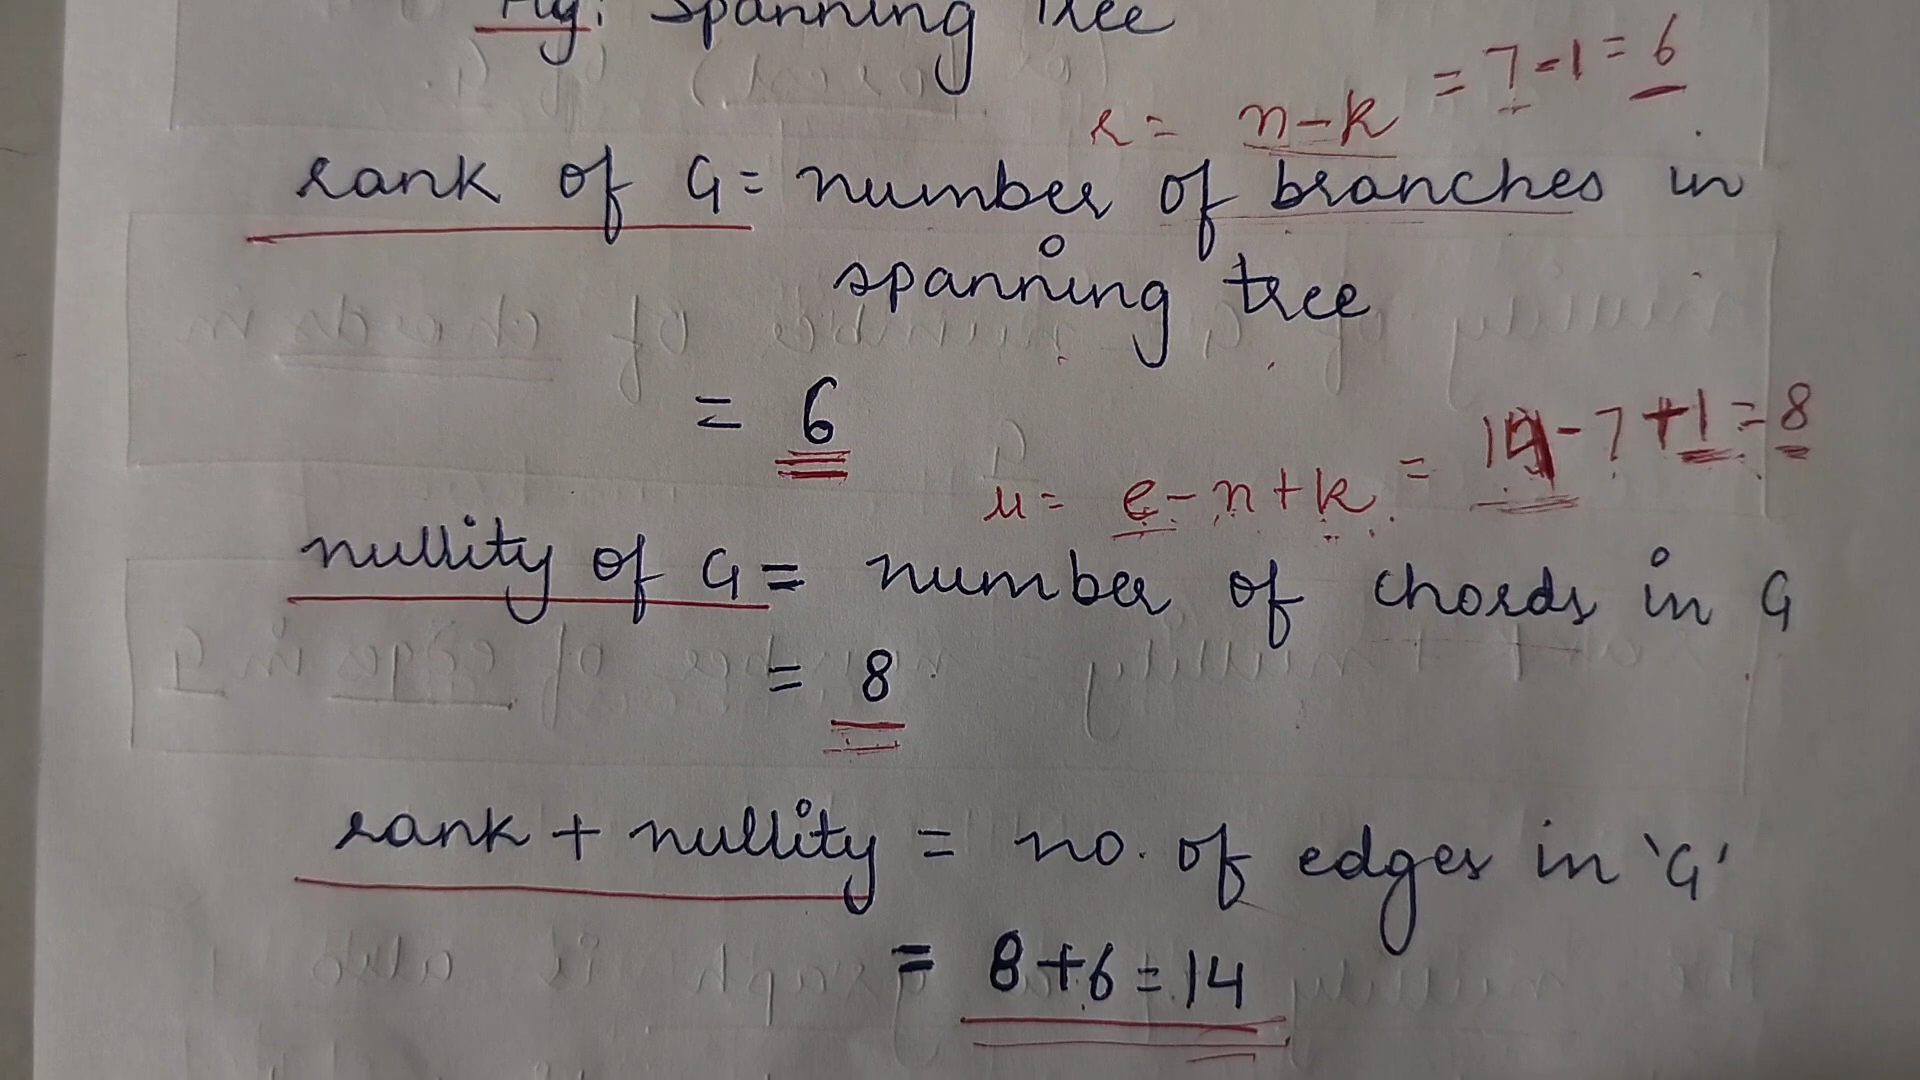 Fig: Spanning Tree
r = n-k = 7-1 = 6
rank of G = number of branches in
spanning tree
= 6
μ = e-n+k = 14-7+1 = 8
nullity of G = number of chords in G
= 8
rank + nullity = no. of edges in 'G'
= 8+6 = 14